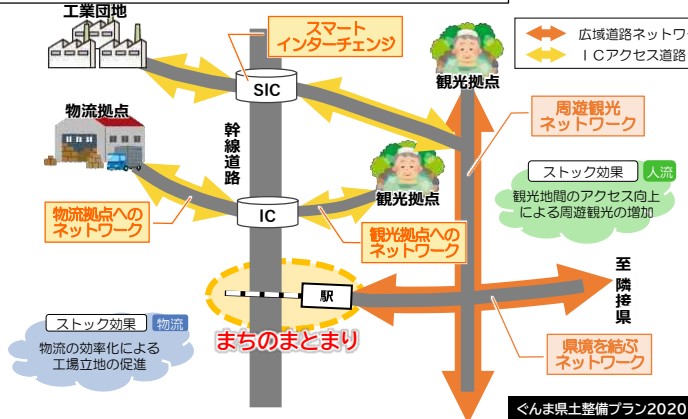 工業団地
スマート
インターチェンジ
広域道路ネットワー
ICアクセス道路
SIC
観光拠点
物流拠点
幹線道路
周遊観光
ネットワーク
ストック効果 人流
観光地間のアクセス向上
による周遊観光の増加
観光拠点
IC
物流拠点への
ネットワーク
観光拠点への
ネットワーク
至 隣接県
駅
まちのまとまり
ストック効果 物流
物流の効率化による
工場立地の促進
県境を結ぶ
ネットワーク
ぐんま県土整備プラン2020